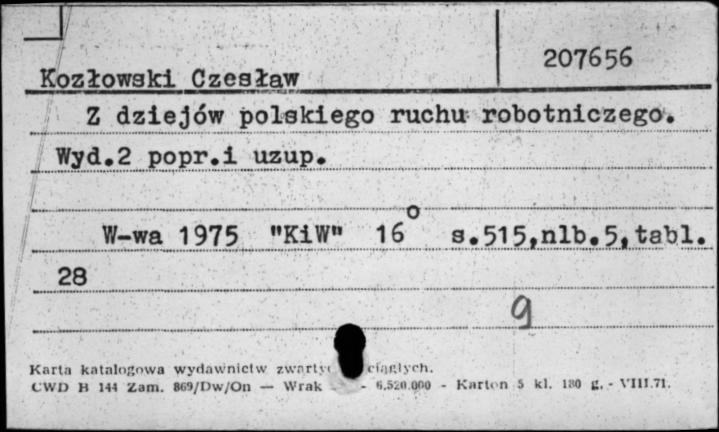 207656
Kozłowski Czesław
Z dziejów polskiego ruchu robotniczego.
Wyd.2 popr.i uzup.
W-wa 1975 "KiW" 16° s.515,nlb.5,tabl.
28
g
Karta katalogowa wydawnictw ciągłych.
CWD B 144 Zam. 869/Dw/On — Wrak - 6,520.000 - Karton 5 kl. 180 g. - VIII.71.